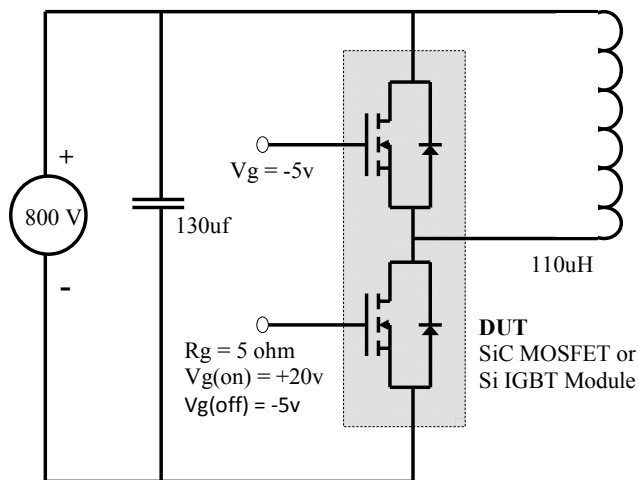 +
800 V
-
130uf
Vg = -5v
Rg = 5 ohm
Vg(on) = +20v
Vg(off) = -5v
110uH
DUT
SiC MOSFET or
Si IGBT Module